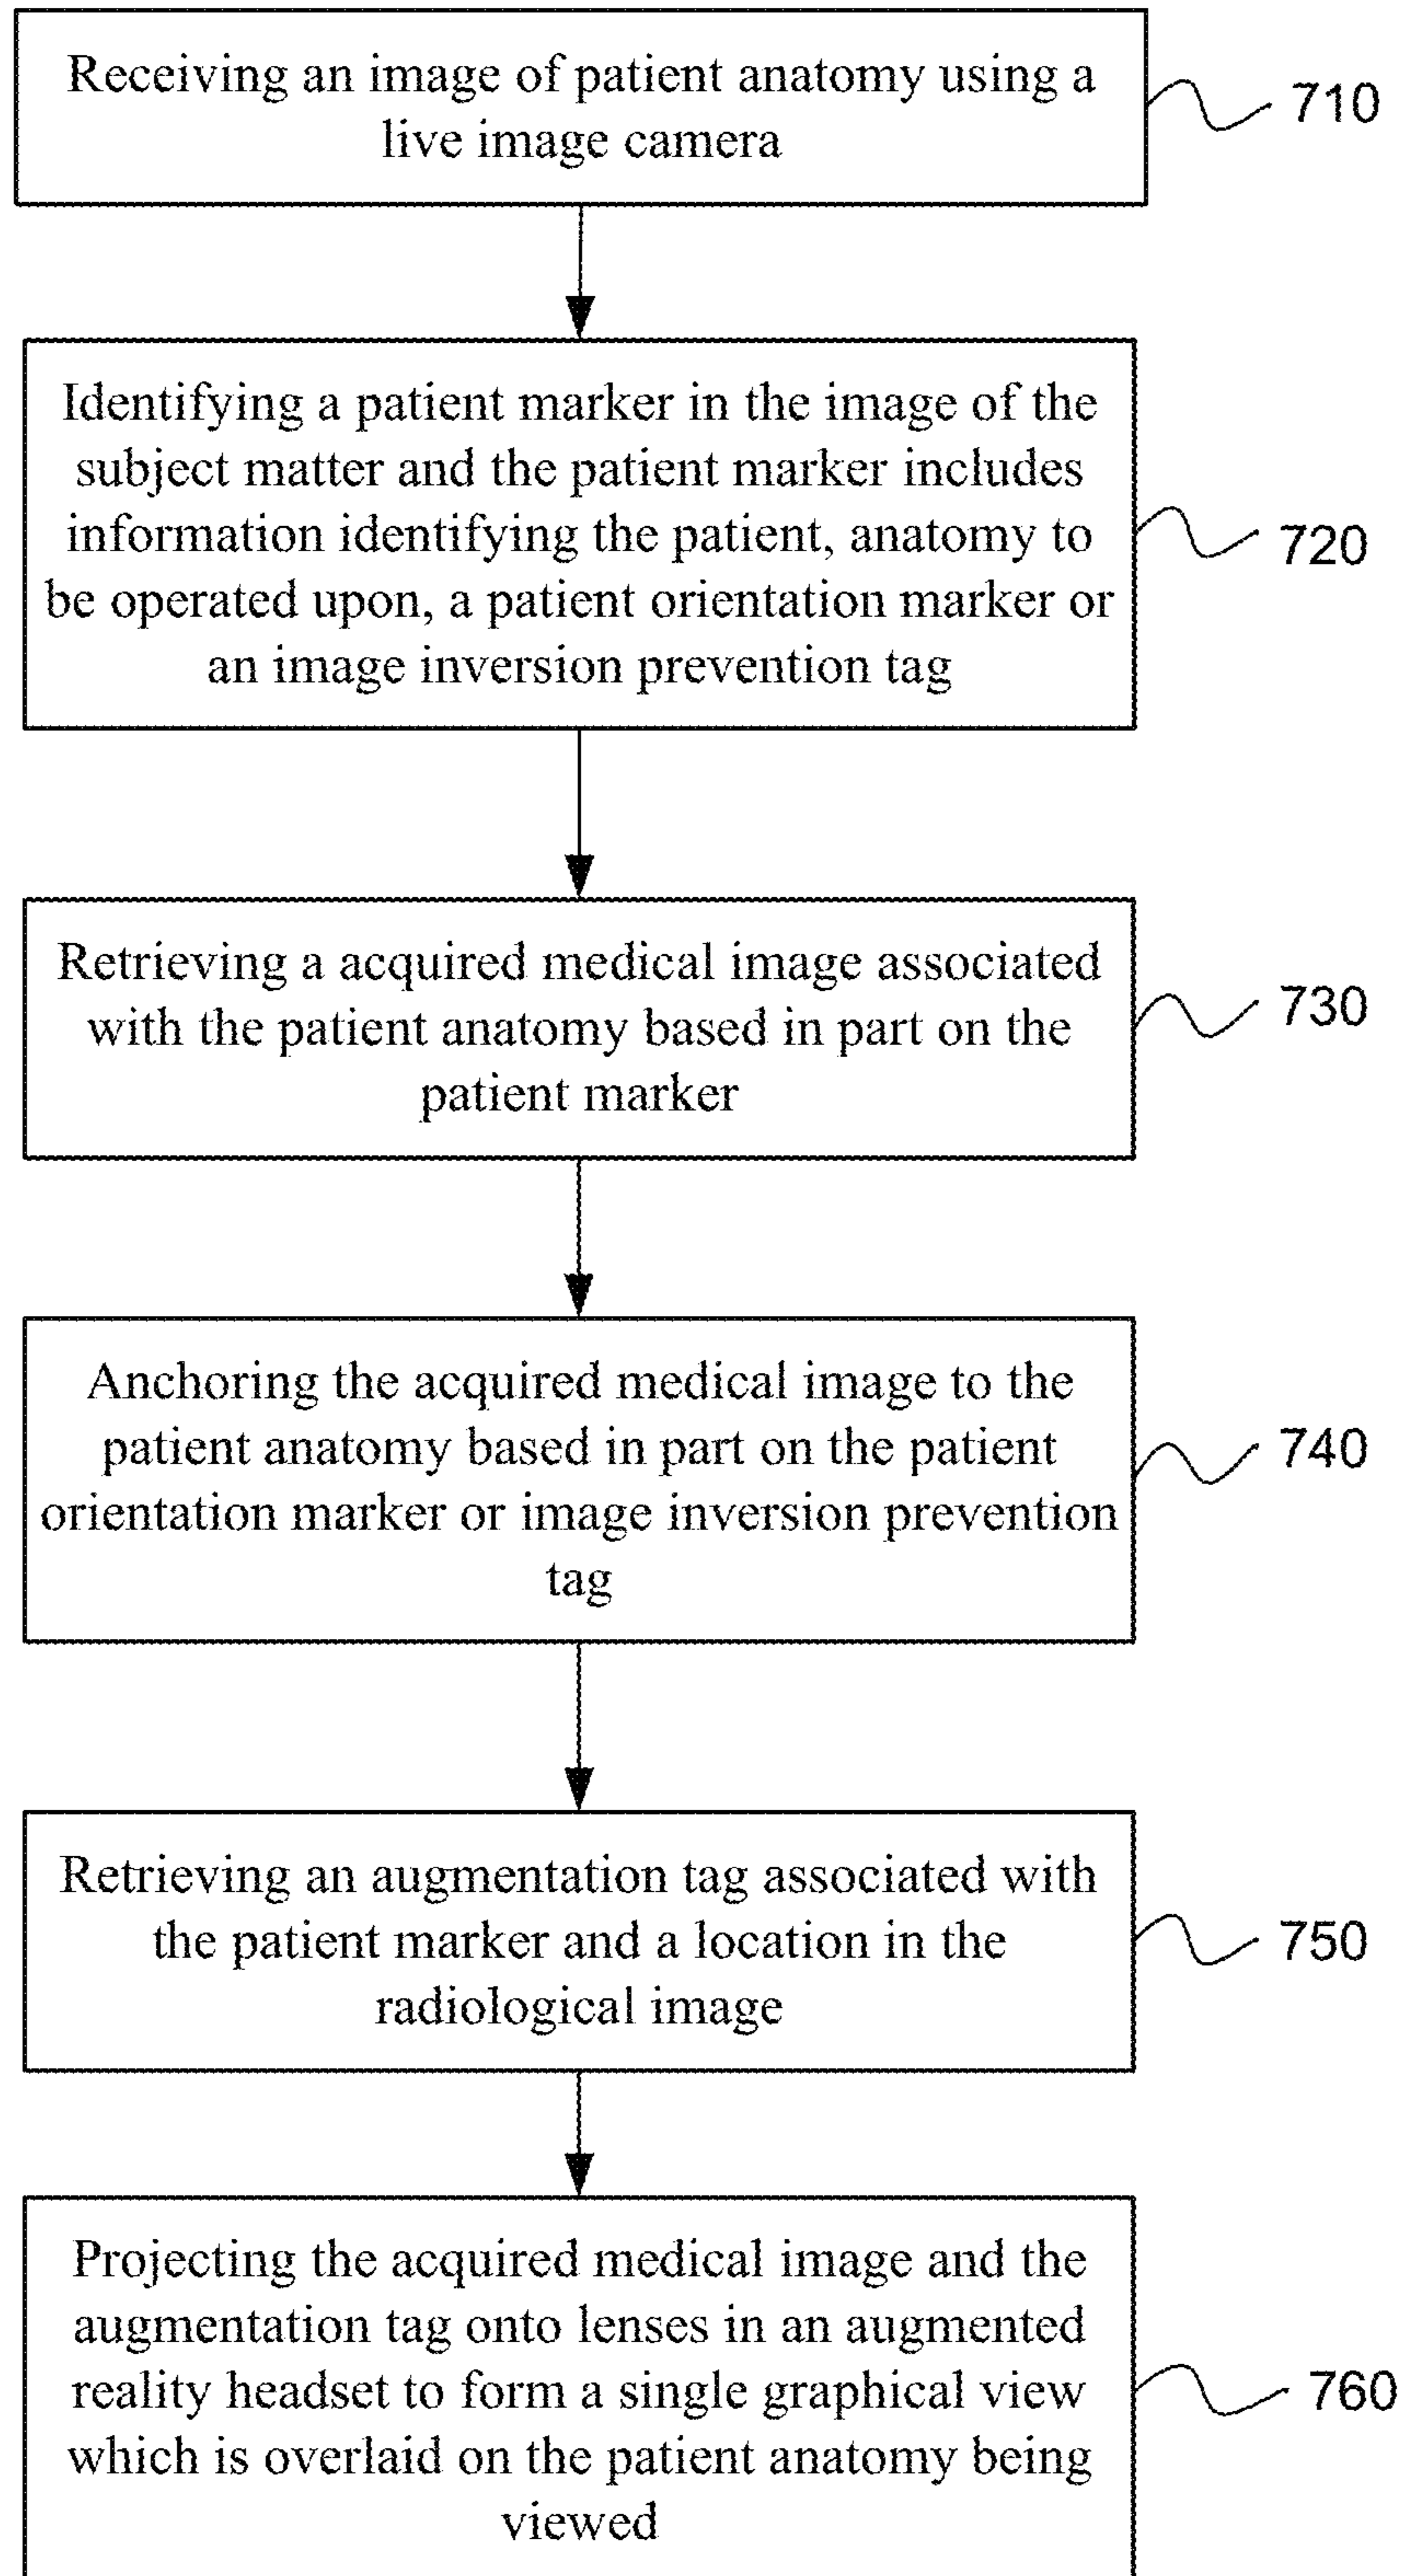 Receiving an image of patient anatomy using a
live image camera
710
Identifying a patient marker in the image of the
subject matter and the patient marker includes
information identifying the patient, anatomy to
be operated upon, a patient orientation marker or
an image inversion prevention tag
720
Retrieving a acquired medical image associated
with the patient anatomy based in part on the
patient marker
730
Anchoring the acquired medical image to the
patient anatomy based in part on the patient
orientation marker or image inversion prevention
tag
740
Retrieving an augmentation tag associated with
the patient marker and a location in the
radiological image
750
Projecting the acquired medical image and the
augmentation tag onto lenses in an augmented
reality headset to form a single graphical view
which is overlaid on the patient anatomy being
viewed
760